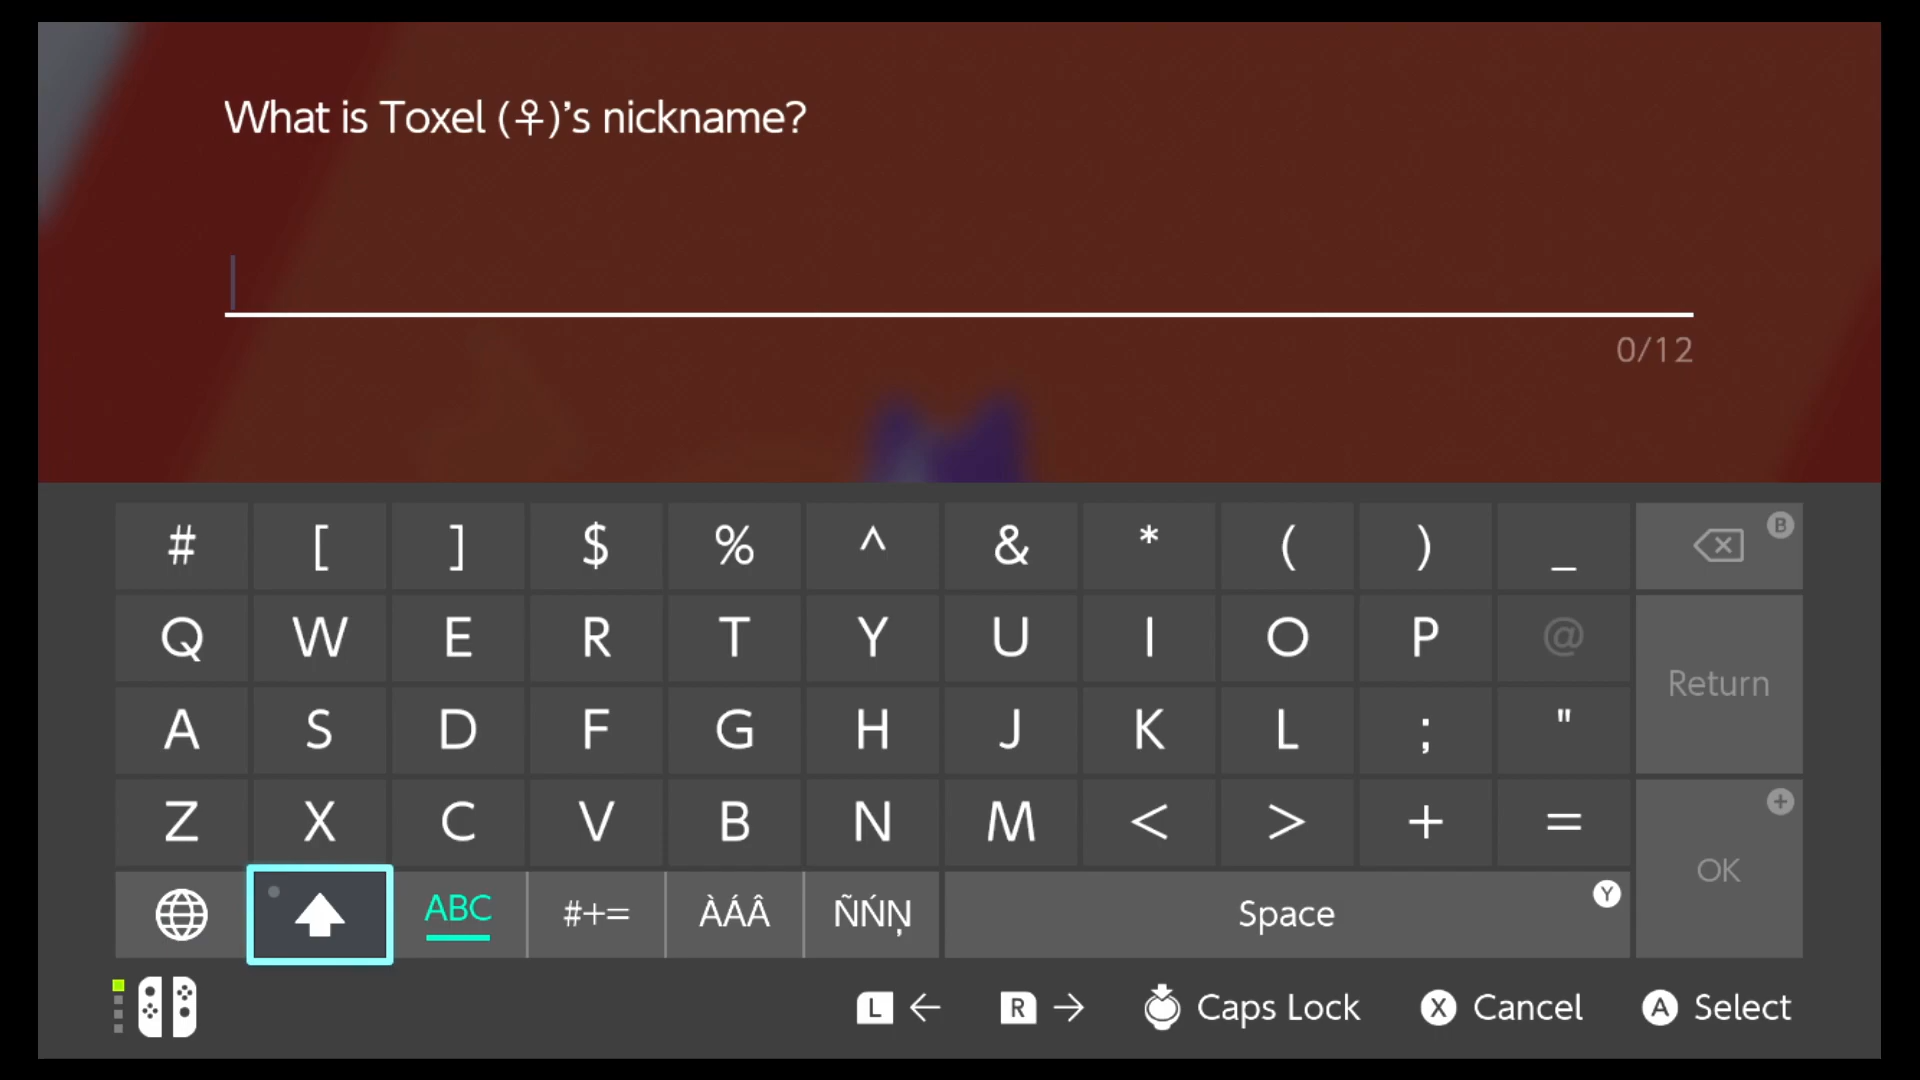 What is Toxel (♀)’s nickname?
0/12
# [ ] $ % ^ & * ( ) _ B
Q W E R T Y U I O P @
Return
A S D F G H J K L ; "
Z X C V B N M < > + = +
OK
ABC #+= ÀÁÂ ÑŃŅ Space Y
L ← R → Caps Lock X Cancel A Select